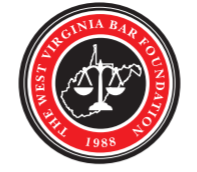 THE WEST VIRGINIA BAR FOUNDATION
1988